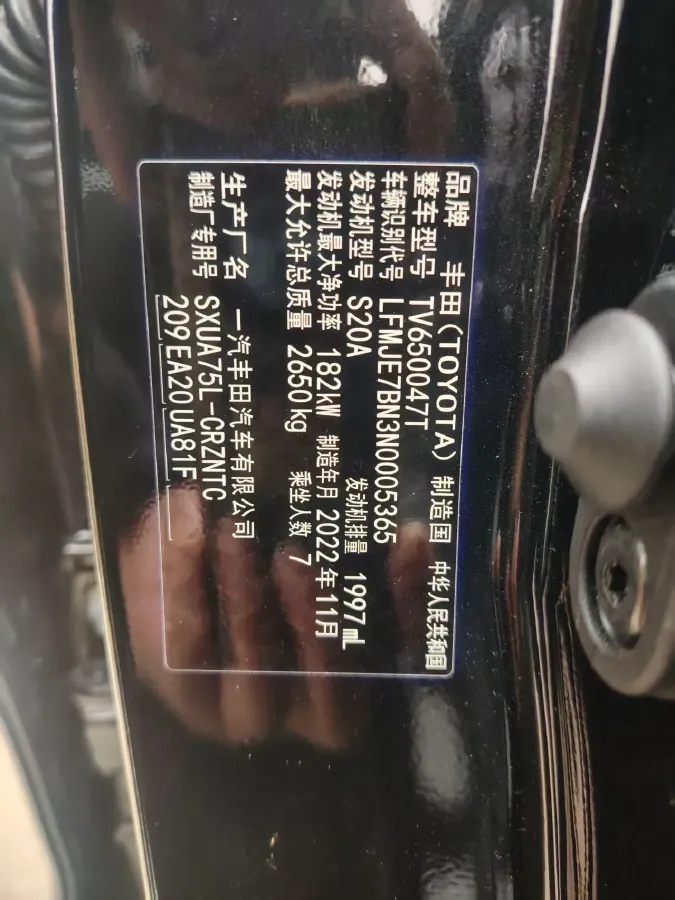 品牌 丰田(TOYOTA) 制造国 中华人民共和国
整车型号 TV650047T
车辆识别代号 LFMJE7BN3N0005365
发动机型号 S20A 发动机排量 1997mL
发动机最大净功率 182kW 制造年月 2022年11月
最大允许总质量 2650kg 乘坐人数 7
生产厂名 一汽丰田汽车有限公司
制造厂专用号 SXUA75L-CRZNTC
209 EA20 UA81F